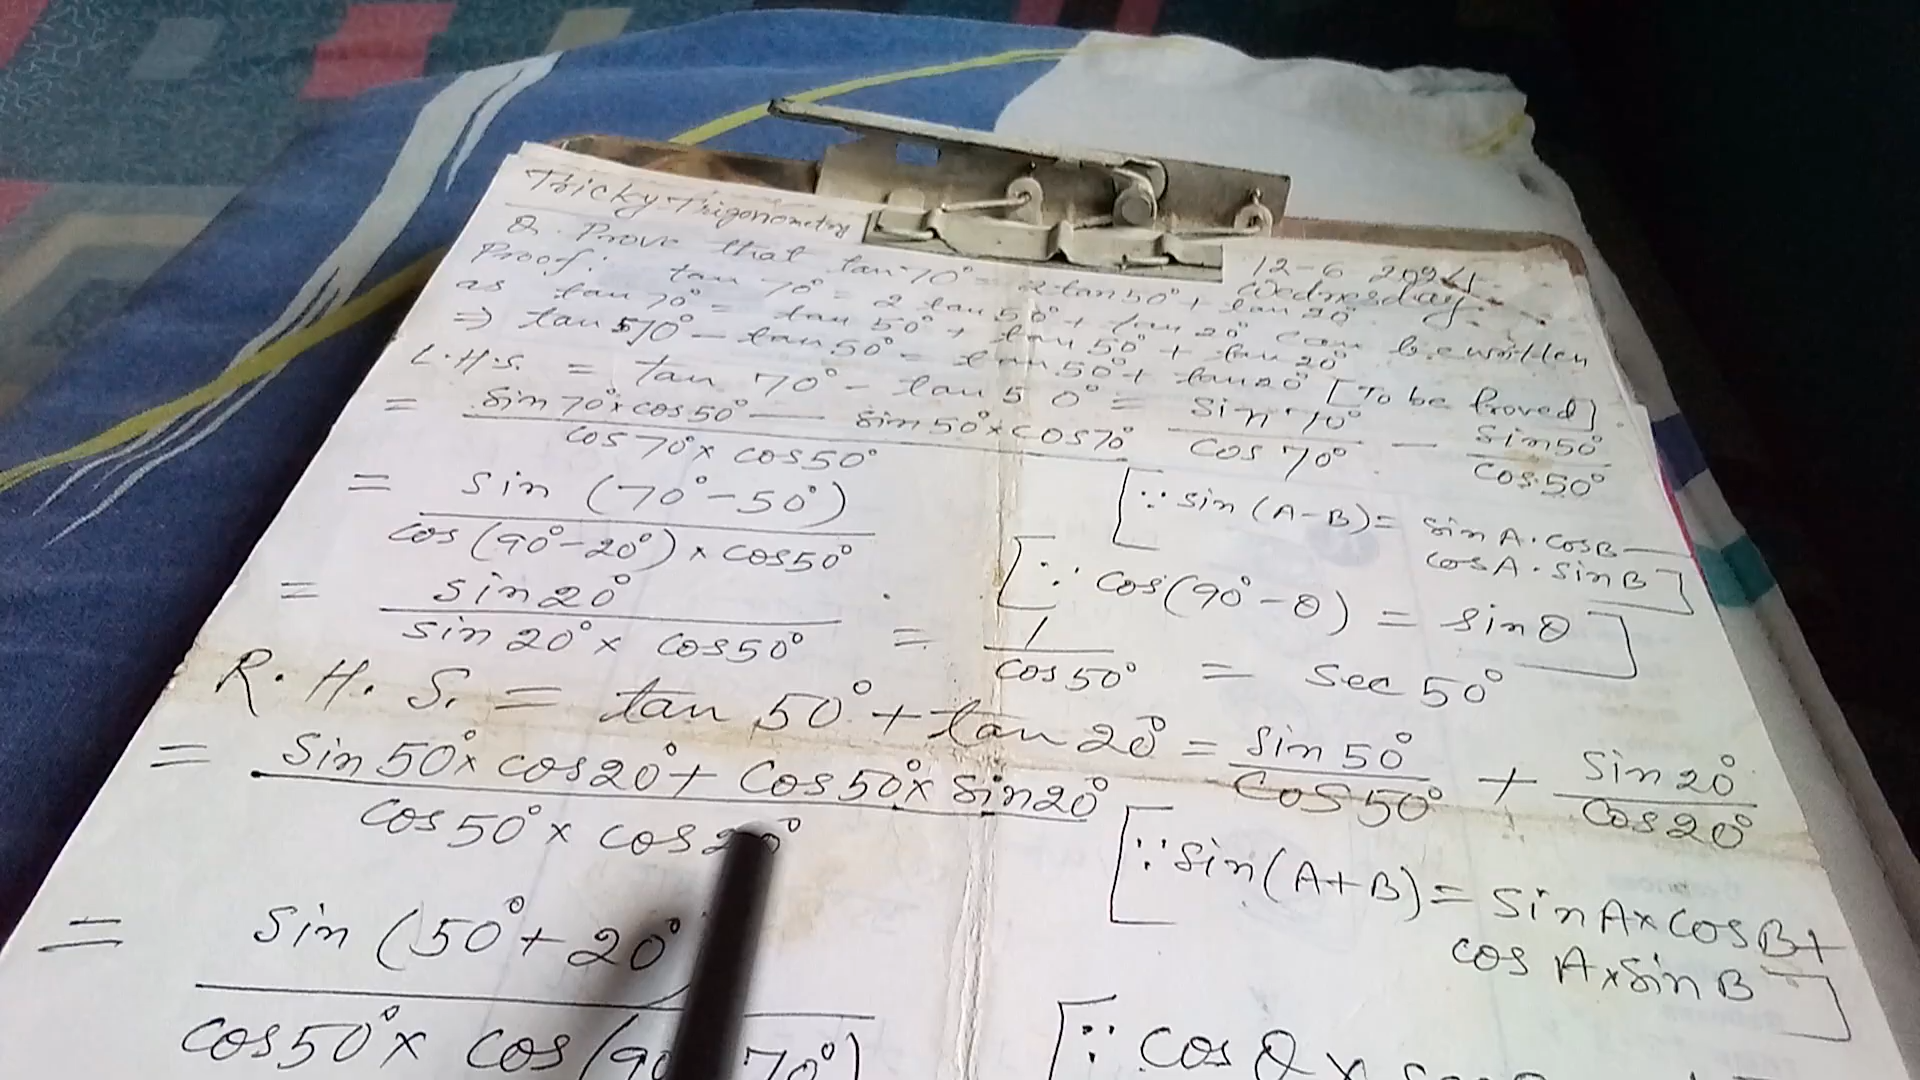 Tricky Trigonometry
12-6 2024
Wednesday
Q. Prove that tan 70° = 2 tan 50° + tan 20°
Proof: tan 70° = 2 tan 50° + tan 20° can be written
as tan 70° = tan 50° + tan 50° + tan 20°
⇒ tan 70° − tan 50° = tan 50° + tan 20° [To be Proved]
L.H.S. = tan 70° − tan 50° = sin 70° / cos 70° − sin 50° / cos 50°
= sin 70° × cos 50° − sin 50° × cos 70° / cos 70° × cos 50°
= sin (70° − 50°) / cos (90° − 20°) × cos 50° [∵ sin (A − B) = sin A · cos B − cos A · sin B]
= sin 20° / sin 20° × cos 50° = 1 / cos 50° = sec 50° [∵ cos (90° − θ) = sin θ]
R.H.S. = tan 50° + tan 20° = sin 50° / cos 50° + sin 20° / cos 20°
= sin 50° × cos 20° + cos 50° × sin 20° / cos 50° × cos 20°
[∵ sin (A + B) = sin A × cos B + cos A × sin B]
= sin (50° + 20° / cos 50° × cos (90 70°)
[∵ cos θ ×